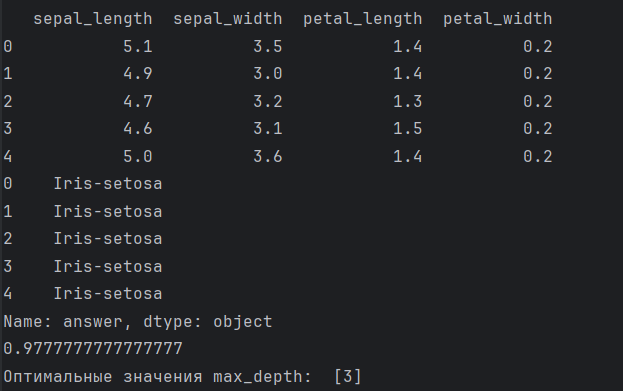 sepal_length  sepal_width  petal_length  petal_width
0           5.1          3.5           1.4          0.2
1           4.9          3.0           1.4          0.2
2           4.7          3.2           1.3          0.2
3           4.6          3.1           1.5          0.2
4           5.0          3.6           1.4          0.2
0    Iris-setosa
1    Iris-setosa
2    Iris-setosa
3    Iris-setosa
4    Iris-setosa
Name: answer, dtype: object
0.9777777777777777
Оптимальные значения max_depth:  [3]